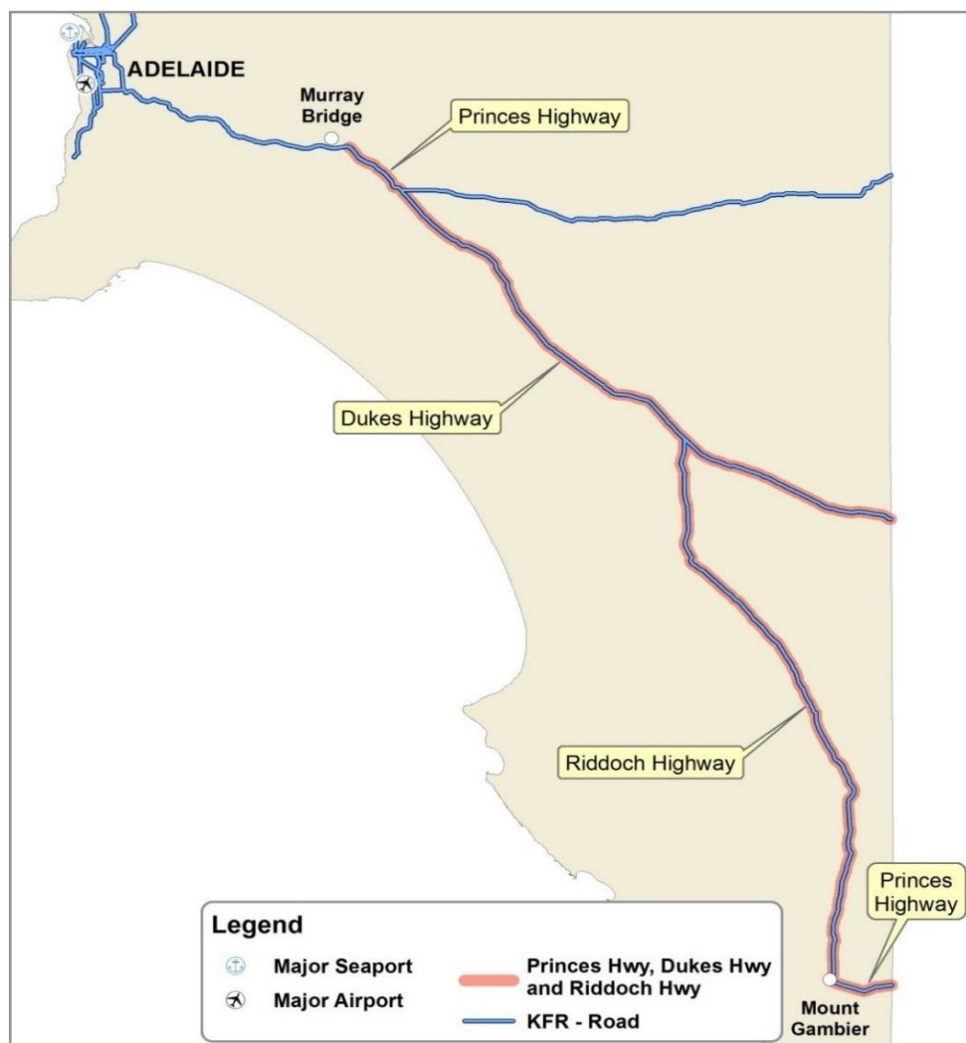 ADELAIDE
Murray
Bridge
Princes Highway
Dukes Highway
Riddoch Highway
Princes
Highway
Mount
Gambier
Legend
Major Seaport
Major Airport
Princes Hwy, Dukes Hwy
and Riddoch Hwy
KFR - Road